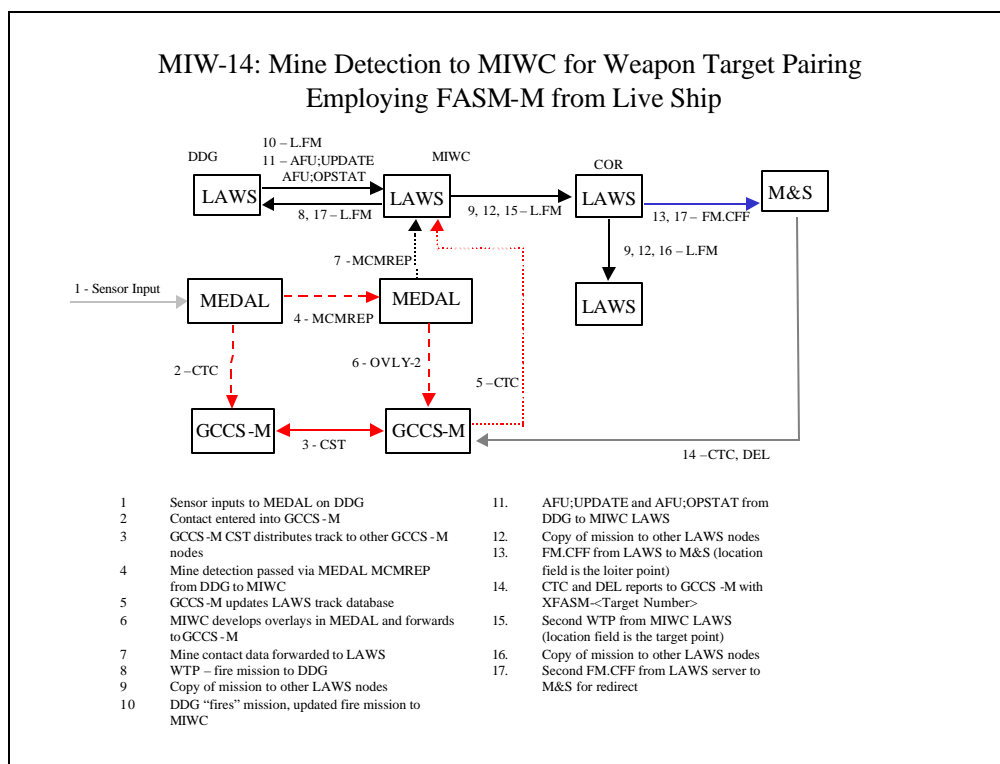 MIW-14: Mine Detection to MIWC for Weapon Target Pairing
Employing FASM-M from Live Ship
10 – L.FM
DDG
11 – AFU;UPDATE
MIWC
COR
AFU;OPSTAT
LAWS
LAWS
LAWS
M&S
8, 17 – L.FM
9, 12, 15 – L.FM
13, 17 – FM.CFF
9, 12, 16 – L.FM
7 - MCMREP
1 - Sensor Input
MEDAL
MEDAL
LAWS
4 - MCMREP
6 - OVLY-2
2 – CTC
5 – CTC
GCCS-M
GCCS-M
3 - CST
14 – CTC, DEL
1 Sensor inputs to MEDAL on DDG
2 Contact entered into GCCS-M
3 GCCS-M CST distributes track to other GCCS-M
nodes
4 Mine detection passed via MEDAL MCMREP
from DDG to MIWC
5 GCCS-M updates LAWS track database
6 MIWC develops overlays in MEDAL and forwards
to GCCS-M
7 Mine contact data forwarded to LAWS
8 WTP – fire mission to DDG
9 Copy of mission to other LAWS nodes
10 DDG “fires” mission, updated fire mission to
MIWC
11. AFU;UPDATE and AFU;OPSTAT from
DDG to MIWC LAWS
12. Copy of mission to other LAWS nodes
13. FM.CFF from LAWS to M&S (location
field is the loiter point)
14. CTC and DEL reports to GCCS-M with
XFASM-<Target Number>
15. Second WTP from MIWC LAWS
(location field is the target point)
16. Copy of mission to other LAWS nodes
17. Second FM.CFF from LAWS server to
M&S for redirect